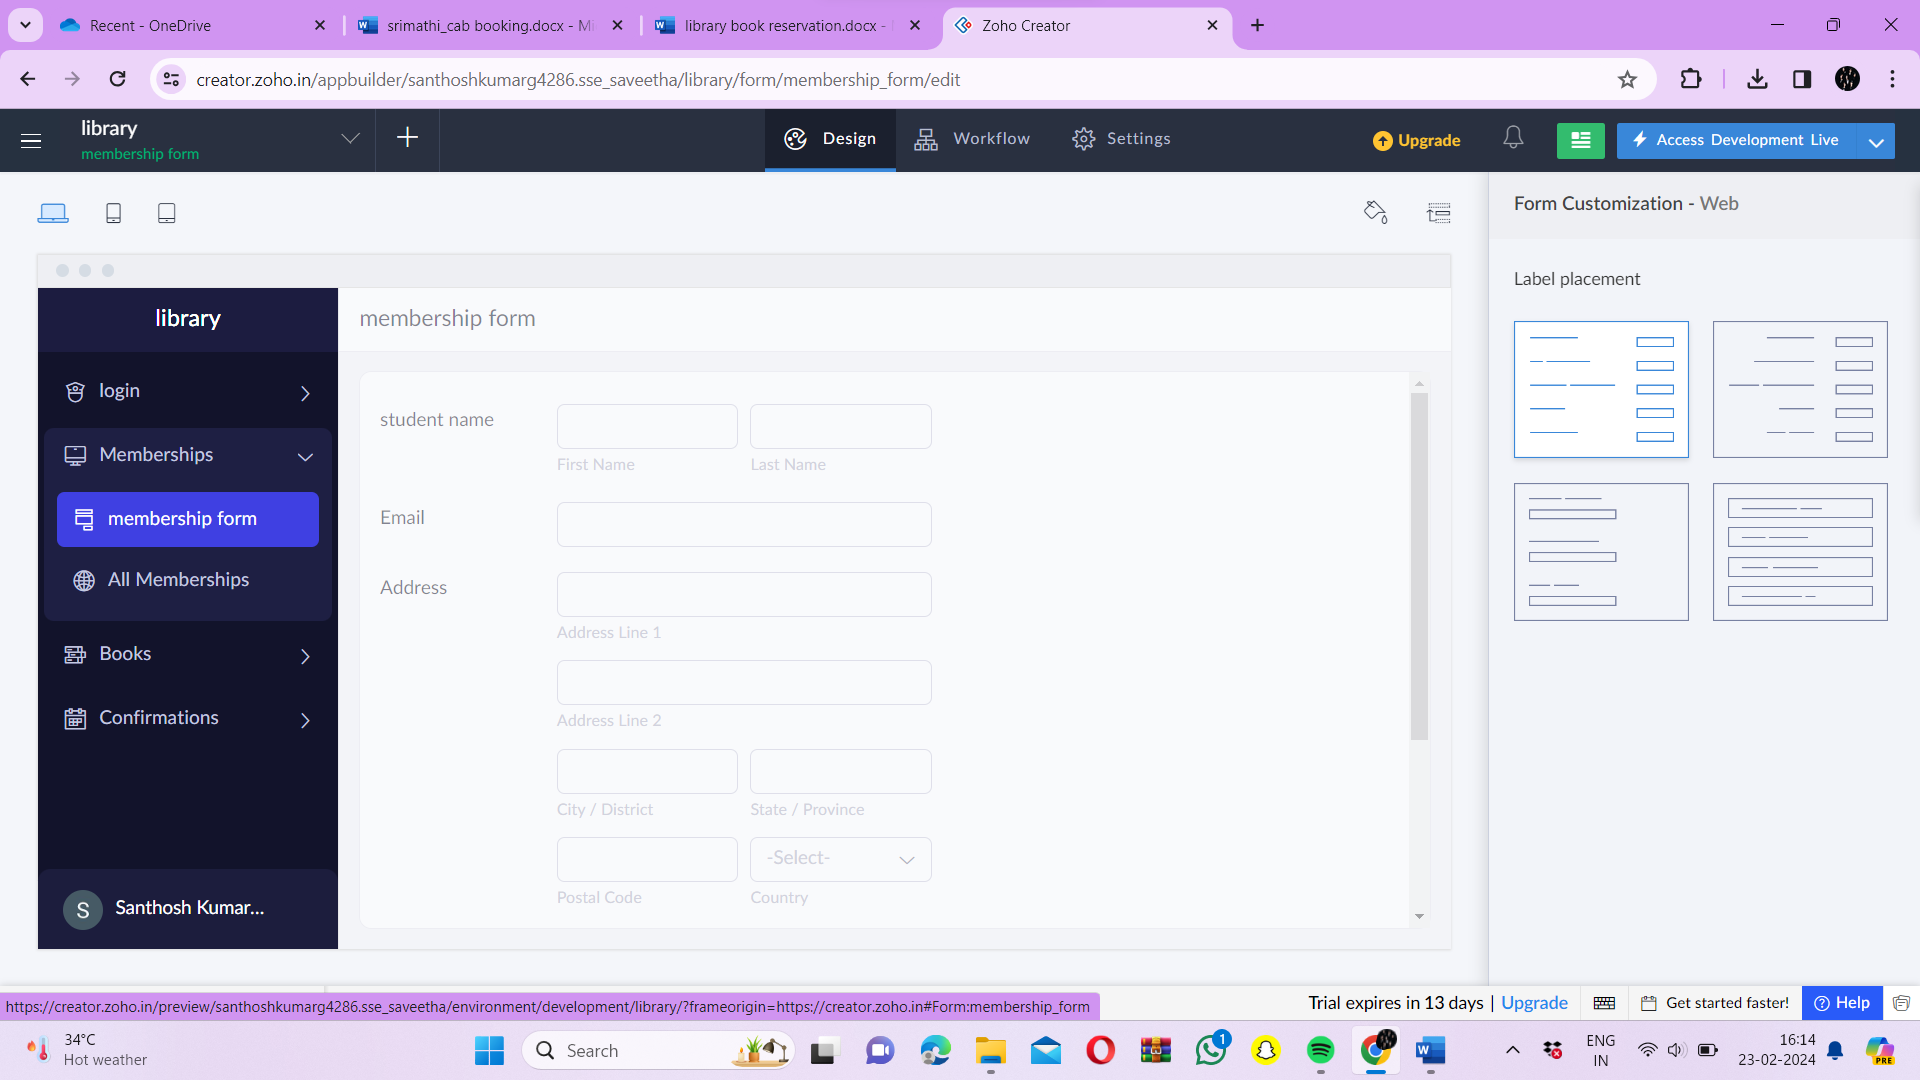 Recent - OneDrive
srimathi_cab booking.docx - Mi
library book reservation.docx -
Zoho Creator
creator.zoho.in/appbuilder/santhoshkumarg4286.sse_saveetha/library/form/membership_form/edit
library
membership form
Design
Workflow
Settings
Upgrade
Access Development Live
Form Customization - Web
Label placement
library
membership form
login
Memberships
membership form
All Memberships
Books
Confirmations
Santhosh Kumar...
S
student name
First Name
Last Name
Email
Address
Address Line 1
Address Line 2
City / District
State / Province
-Select-
Postal Code
Country
https://creator.zoho.in/preview/santhoshkumarg4286.sse_saveetha/environment/development/library/?frameorigin=https://creator.zoho.in#Form:membership_form
Trial expires in 13 days | Upgrade
Get started faster!
Help
34°C
Hot weather
Search
1
ENG
IN
16:14
23-02-2024
PRE